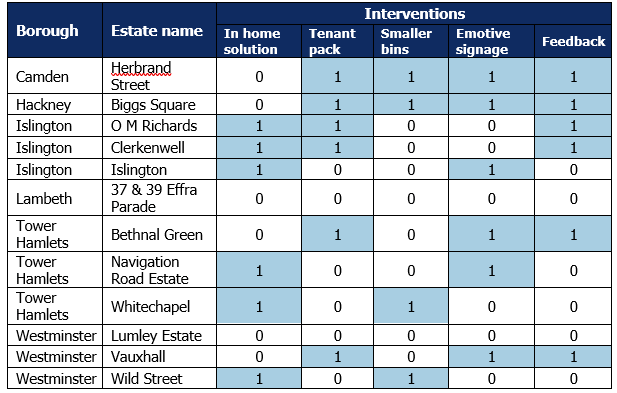 Interventions
Borough Estate name In home solution Tenant pack Smaller bins Emotive signage Feedback
Camden Herbrand Street 0 1 1 1 1
Hackney Biggs Square 0 1 1 1 1
Islington O M Richards 1 1 0 0 1
Islington Clerkenwell 1 1 0 0 1
Islington Islington 1 0 0 1 0
Lambeth 37 & 39 Effra Parade 0 0 0 0 0
Tower Hamlets Bethnal Green 0 1 0 1 1
Tower Hamlets Navigation Road Estate 1 0 0 1 0
Tower Hamlets Whitechapel 1 0 1 0 0
Westminster Lumley Estate 0 0 0 0 0
Westminster Vauxhall 0 1 0 1 1
Westminster Wild Street 1 0 1 0 0